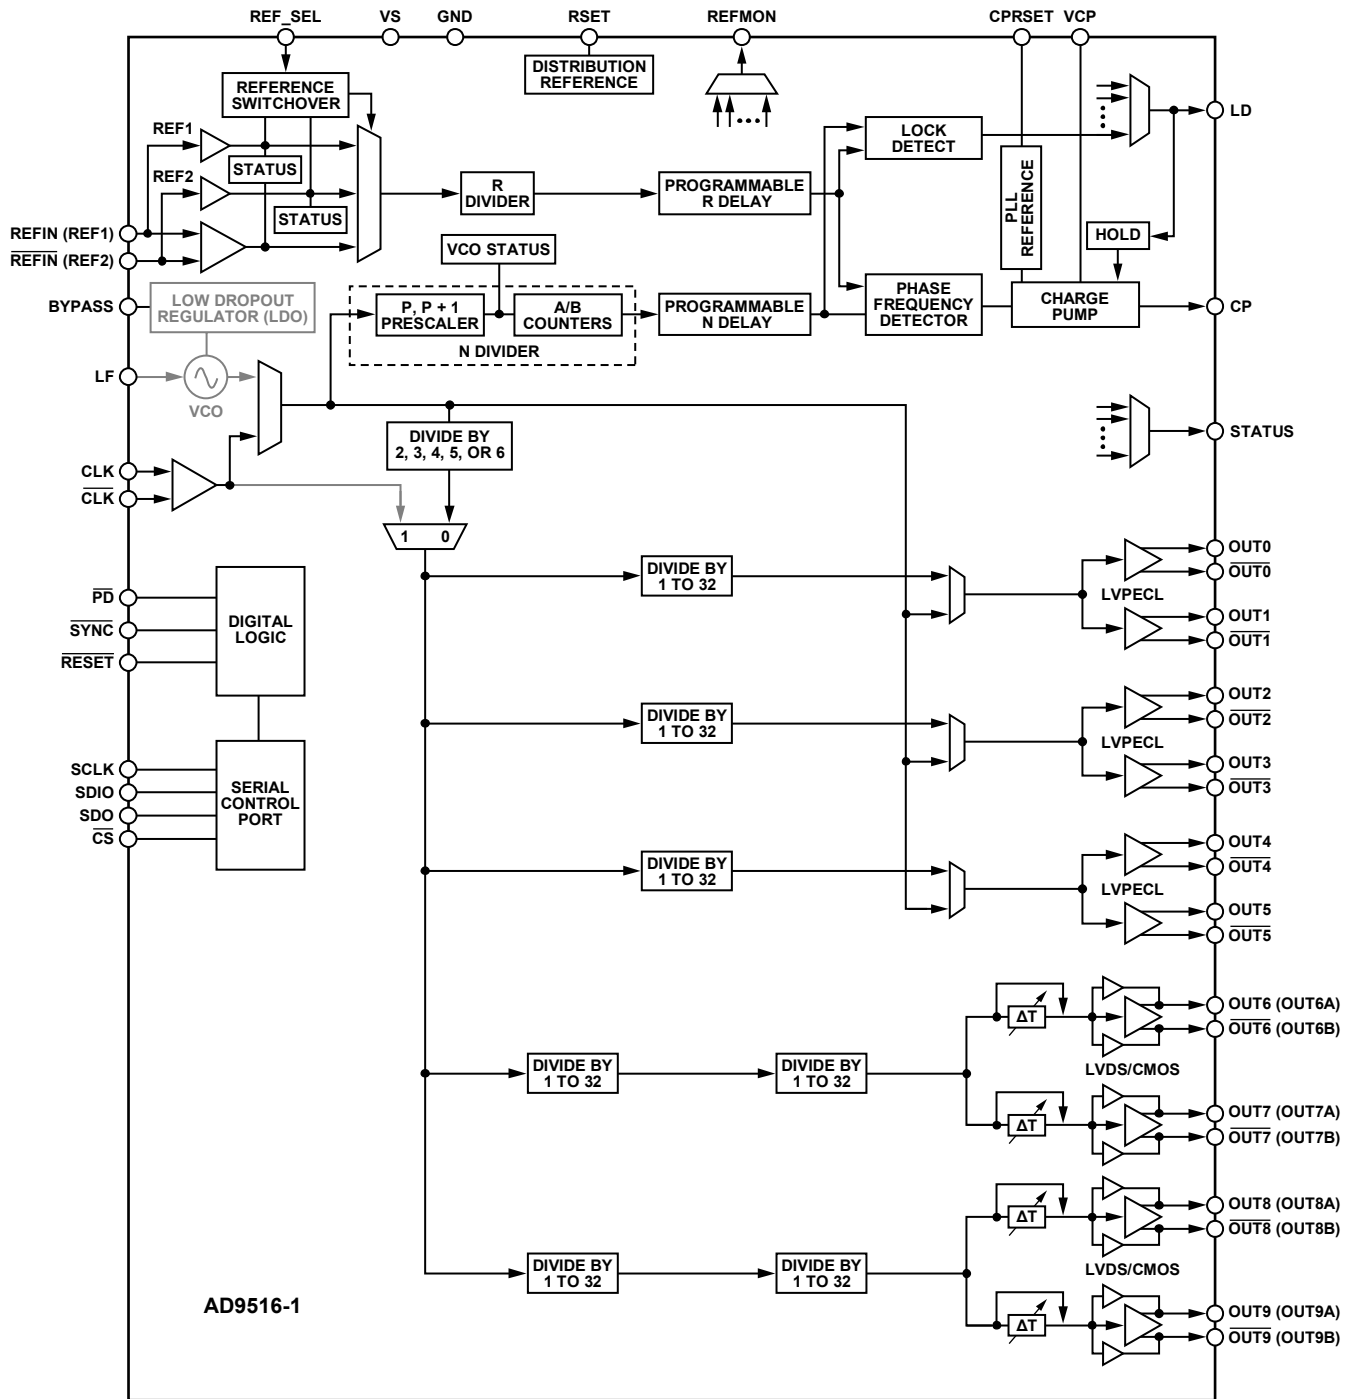 REF_SEL
VS
GND
RSET
REFMON
CPRSET
VCP
DISTRIBUTION
REFERENCE
REFERENCE
SWITCHOVER
REF1
STATUS
REF2
STATUS
R
DIVIDER
PROGRAMMABLE
R DELAY
LOCK
DETECT
PLL
REFERENCE
LD
HOLD
REFIN (REF1)
REFIN (REF2)
VCO STATUS
BYPASS
LOW DROPOUT
REGULATOR (LDO)
P, P + 1
PRESCALER
A/B
COUNTERS
N DIVIDER
PROGRAMMABLE
N DELAY
PHASE
FREQUENCY
DETECTOR
CHARGE
PUMP
CP
LF
VCO
STATUS
DIVIDE BY
2, 3, 4, 5, OR 6
CLK
CLK
1 0
DIVIDE BY
1 TO 32
LVPECL
OUT0
OUT0
OUT1
OUT1
PD
SYNC
RESET
DIGITAL
LOGIC
DIVIDE BY
1 TO 32
LVPECL
OUT2
OUT2
OUT3
OUT3
SCLK
SDIO
SDO
CS
SERIAL
CONTROL
PORT
DIVIDE BY
1 TO 32
LVPECL
OUT4
OUT4
OUT5
OUT5
DIVIDE BY
1 TO 32
DIVIDE BY
1 TO 32
ΔT
OUT6 (OUT6A)
OUT6 (OUT6B)
LVDS/CMOS
ΔT
OUT7 (OUT7A)
OUT7 (OUT7B)
DIVIDE BY
1 TO 32
DIVIDE BY
1 TO 32
ΔT
OUT8 (OUT8A)
OUT8 (OUT8B)
LVDS/CMOS
ΔT
OUT9 (OUT9A)
OUT9 (OUT9B)
AD9516-1